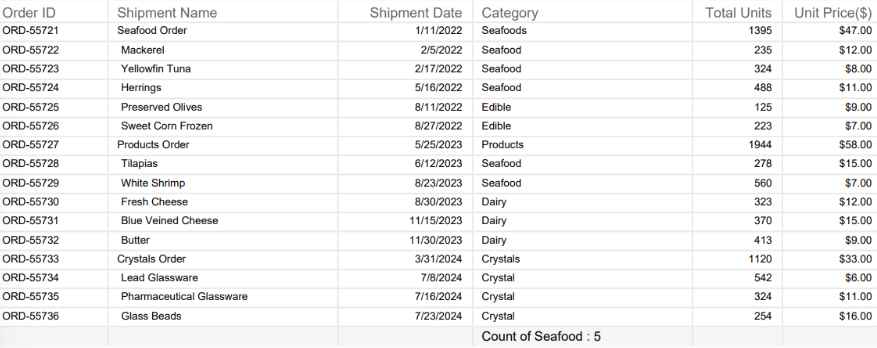 Order ID Shipment Name Shipment Date Category Total Units Unit Price($)
ORD-55721 Seafood Order 1/11/2022 Seafoods 1395 $47.00
ORD-55722 Mackerel 2/5/2022 Seafood 235 $12.00
ORD-55723 Yellowfin Tuna 2/17/2022 Seafood 324 $8.00
ORD-55724 Herrings 5/16/2022 Seafood 488 $11.00
ORD-55725 Preserved Olives 8/11/2022 Edible 125 $9.00
ORD-55726 Sweet Corn Frozen 8/27/2022 Edible 223 $7.00
ORD-55727 Products Order 5/25/2023 Products 1944 $58.00
ORD-55728 Tilapias 6/12/2023 Seafood 278 $15.00
ORD-55729 White Shrimp 8/23/2023 Seafood 560 $7.00
ORD-55730 Fresh Cheese 8/30/2023 Dairy 323 $12.00
ORD-55731 Blue Veined Cheese 11/15/2023 Dairy 370 $15.00
ORD-55732 Butter 11/30/2023 Dairy 413 $9.00
ORD-55733 Crystals Order 3/31/2024 Crystals 1120 $33.00
ORD-55734 Lead Glassware 7/8/2024 Crystal 542 $6.00
ORD-55735 Pharmaceutical Glassware 7/16/2024 Crystal 324 $11.00
ORD-55736 Glass Beads 7/23/2024 Crystal 254 $16.00
Count of Seafood : 5